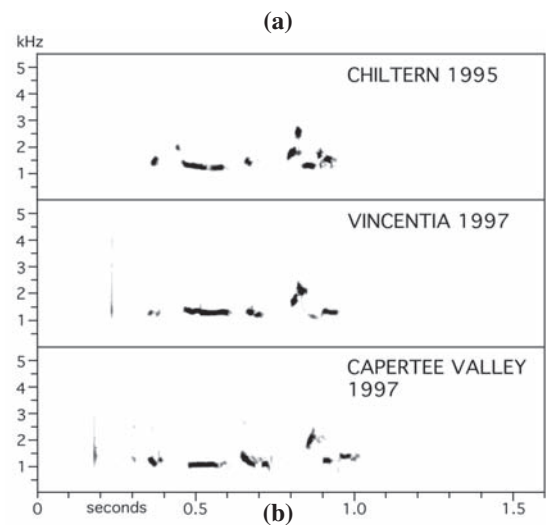 (a)
kHz
5
4
3
2
1
CHILTERN 1995
5
4
3
2
1
VINCENTIA 1997
5
4
3
2
1
CAPERTEE VALLEY
1997
0 seconds 0.5 1.0 1.5
(b)